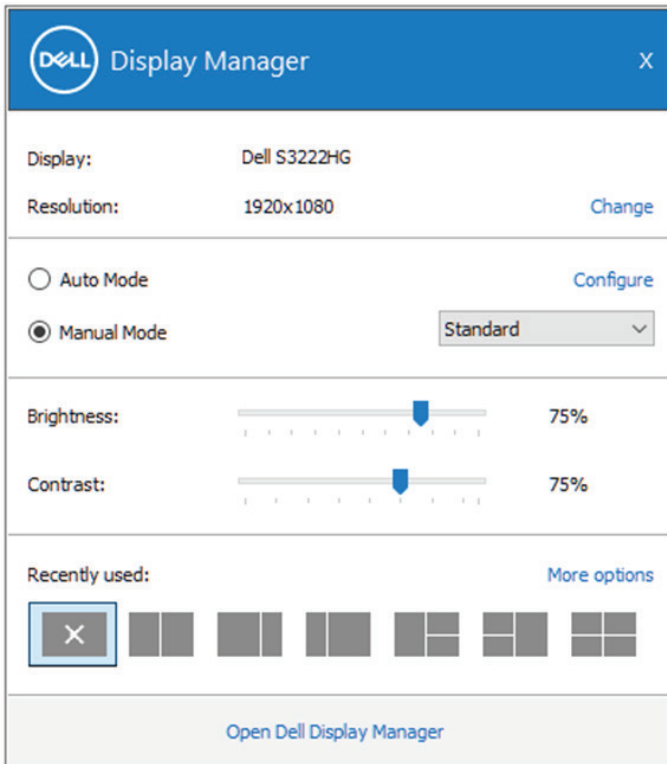 DELL Display Manager X
Display: Dell S3222HG
Resolution: 1920x1080 Change
Auto Mode Configure
Manual Mode Standard
Brightness: 75%
Contrast: 75%
Recently used: More options
Open Dell Display Manager